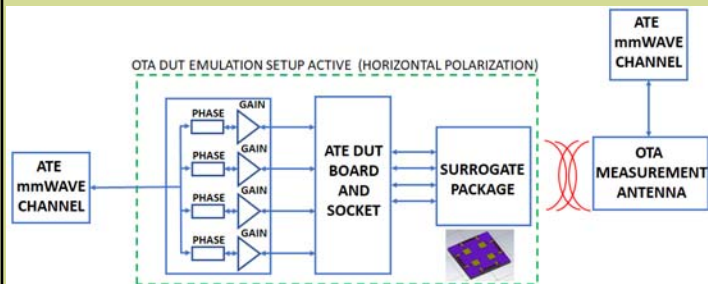 OTA DUT EMULATION SETUP ACTIVE (HORIZONTAL POLARIZATION)
ATE
mmWAVE
CHANNEL
PHASE
GAIN
PHASE
GAIN
PHASE
GAIN
PHASE
GAIN
ATE DUT
BOARD
AND
SOCKET
SURROGATE
PACKAGE
ATE
mmWAVE
CHANNEL
OTA
MEASUREMENT
ANTENNA